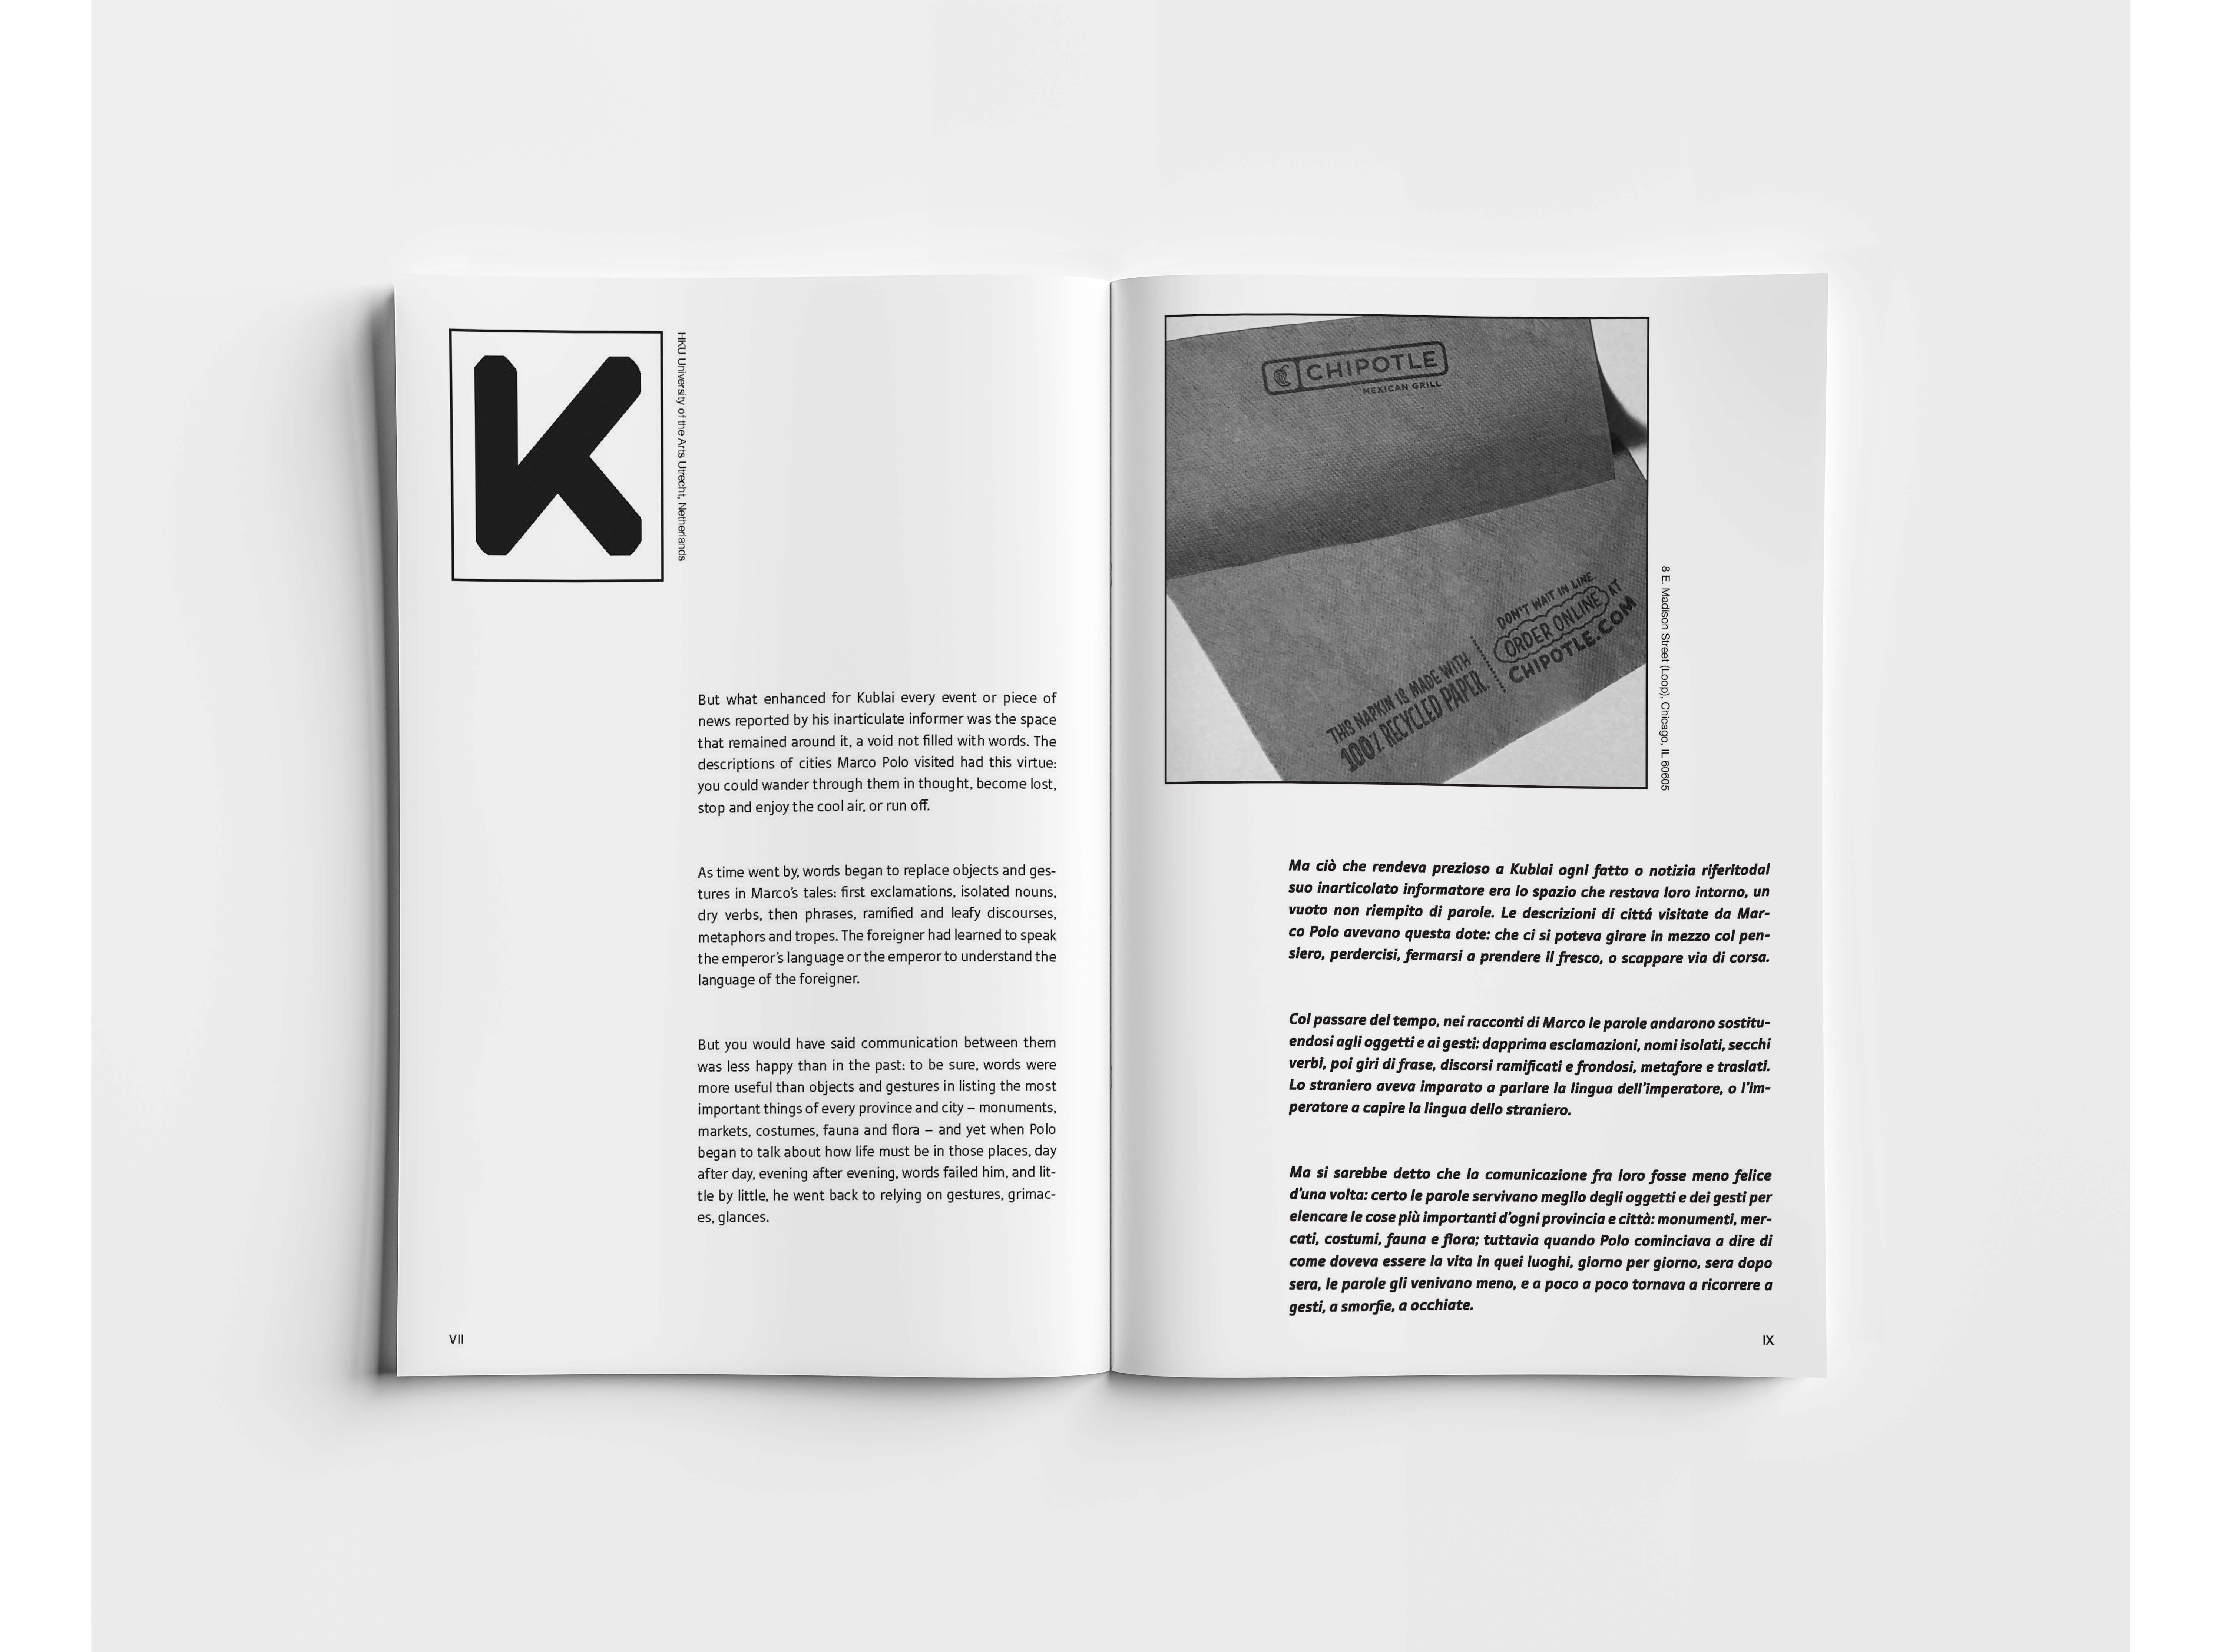 K
HKU University of the Arts Utrecht, Netherlands
But what enhanced for Kublai every event or piece of
news reported by his inarticulate informer was the space
that remained around it, a void not filled with words. The
descriptions of cities Marco Polo visited had this virtue:
you could wander through them in thought, become lost,
stop and enjoy the cool air, or run off.
As time went by, words began to replace objects and ges-
tures in Marco's tales: first exclamations, isolated nouns,
dry verbs, then phrases, ramified and leafy discourses,
metaphors and tropes. The foreigner had learned to speak
the emperor's language or the emperor to understand the
language of the foreigner.
But you would have said communication between them
was less happy than in the past: to be sure, words were
more useful than objects and gestures in listing the most
important things of every province and city – monuments,
markets, costumes, fauna and flora – and yet when Polo
began to talk about how life must be in those places, day
after day, evening after evening, words failed him, and lit-
tle by little, he went back to relying on gestures, grimac-
es, glances.
VII
CHIPOTLE
MEXICAN GRILL
THIS NAPKIN IS MADE WITH
100% RECYCLED PAPER.
DON'T WAIT IN LINE.
ORDER ONLINE AT
CHIPOTLE.COM
8 E. Madison Street (Loop), Chicago, IL 60605
Ma ciò che rendeva prezioso a Kublai ogni fatto o notizia riferitodal
suo inarticolato informatore era lo spazio che restava loro intorno, un
vuoto non riempito di parole. Le descrizioni di cittá visitate da Mar-
co Polo avevano questa dote: che ci si poteva girare in mezzo col pen-
siero, perdercisi, fermarsi a prendere il fresco, o scappare via di corsa.
Col passare del tempo, nei racconti di Marco le parole andarono sostitu-
endosi agli oggetti e ai gesti: dapprima esclamazioni, nomi isolati, secchi
verbi, poi giri di frase, discorsi ramificati e frondosi, metafore e traslati.
Lo straniero aveva imparato a parlare la lingua dell'imperatore, o l'im-
peratore a capire la lingua dello straniero.
Ma si sarebbe detto che la comunicazione fra loro fosse meno felice
d'una volta: certo le parole servivano meglio degli oggetti e dei gesti per
elencare le cose più importanti d'ogni provincia e città: monumenti, mer-
cati, costumi, fauna e flora; tuttavia quando Polo cominciava a dire di
come doveva essere la vita in quei luoghi, giorno per giorno, sera dopo
sera, le parole gli venivano meno, e a poco a poco tornava a ricorrere a
gesti, a smorfie, a occhiate.
IX